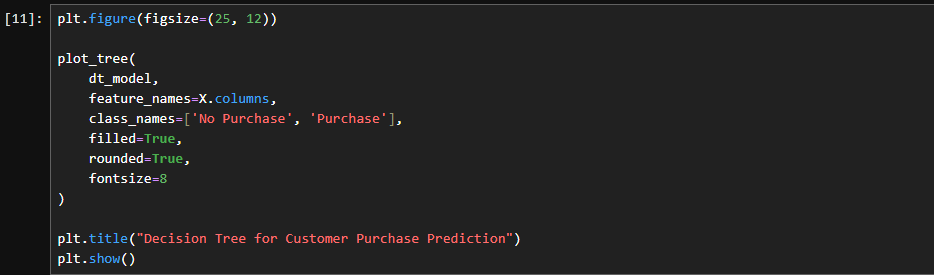 [11]: plt.figure(figsize=(25, 12))
plot_tree(
    dt_model,
    feature_names=X.columns,
    class_names=['No Purchase', 'Purchase'],
    filled=True,
    rounded=True,
    fontsize=8
)
plt.title("Decision Tree for Customer Purchase Prediction")
plt.show()